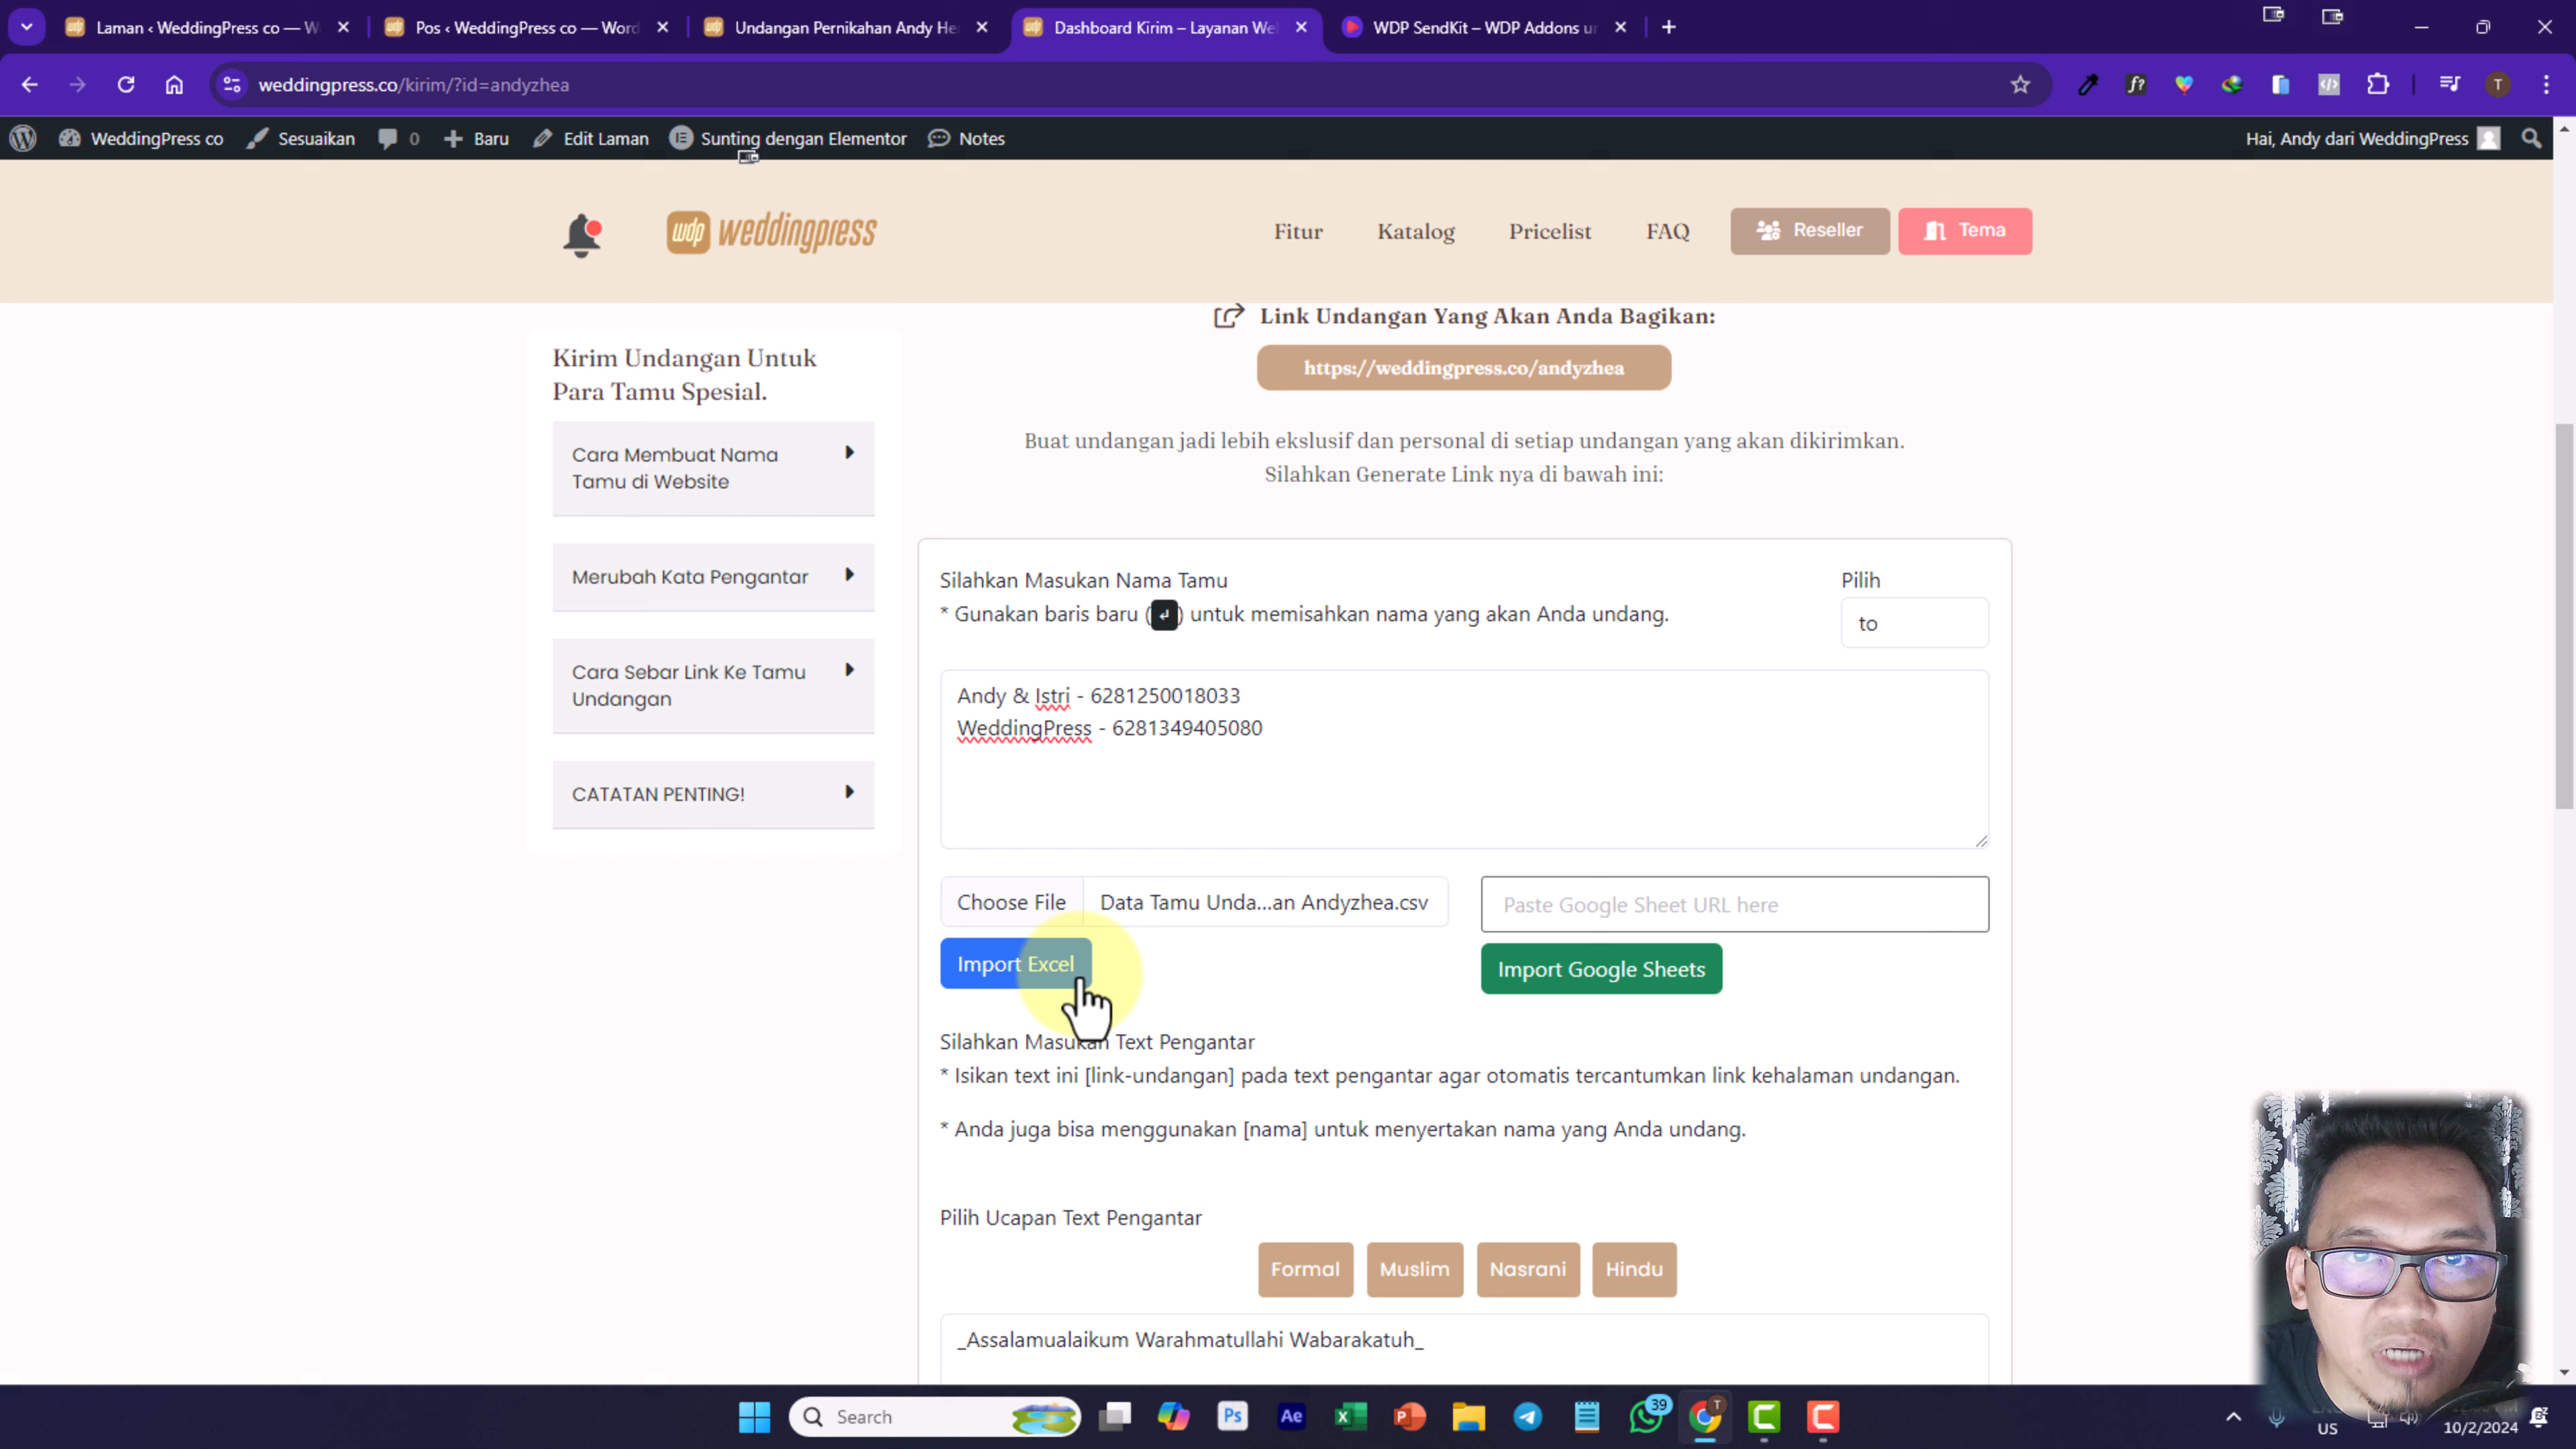 Laman ‹ WeddingPress co — W
Pos ‹ WeddingPress co — Word
Undangan Pernikahan Andy He
Dashboard Kirim – Layanan We
WDP SendKit – WDP Addons u
weddingpress.co/kirim/?id=andyzhea
T
WeddingPress co
Sesuaikan
0
Baru
Edit Laman
Sunting dengan Elementor
Notes
Hai, Andy dari WeddingPress
wdp weddingpress
Fitur
Katalog
Pricelist
FAQ
Reseller
Tema
Link Undangan Yang Akan Anda Bagikan:
https://weddingpress.co/andyzhea
Buat undangan jadi lebih ekslusif dan personal di setiap undangan yang akan dikirimkan.
Silahkan Generate Link nya di bawah ini:
Kirim Undangan Untuk
Para Tamu Spesial.
Cara Membuat Nama
Tamu di Website
Merubah Kata Pengantar
Cara Sebar Link Ke Tamu
Undangan
CATATAN PENTING!
Silahkan Masukan Nama Tamu
* Gunakan baris baru (↲) untuk memisahkan nama yang akan Anda undang.
Pilih
to
Andy & Istri - 6281250018033
WeddingPress - 6281349405080
Choose File
Data Tamu Unda...an Andyzhea.csv
Paste Google Sheet URL here
Import Excel
Import Google Sheets
Silahkan Masukan Text Pengantar
* Isikan text ini [link-undangan] pada text pengantar agar otomatis tercantumkan link kehalaman undangan.
* Anda juga bisa menggunakan [nama] untuk menyertakan nama yang Anda undang.
Pilih Ucapan Text Pengantar
Formal
Muslim
Nasrani
Hindu
_Assalamualaikum Warahmatullahi Wabarakatuh_
Search
Ps
Ae
39
T
US
10/2/2024